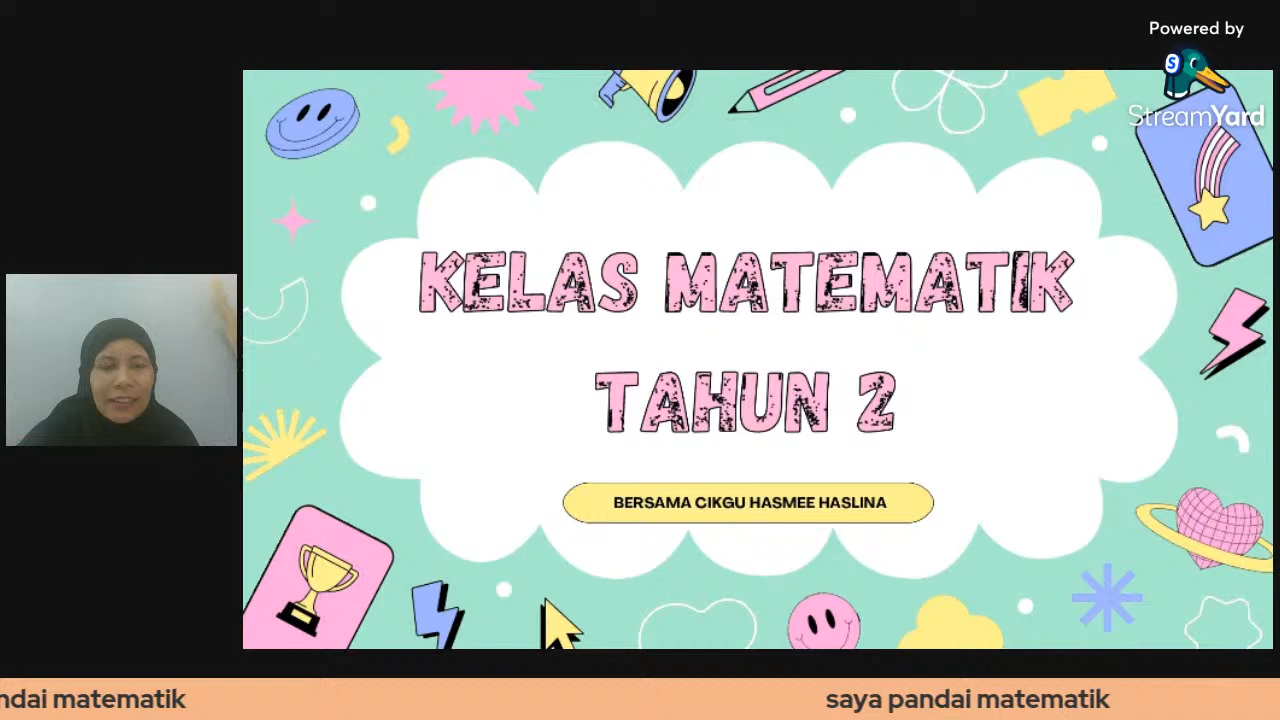 Powered by
StreamYard
KELAS MATEMATIK
TAHUN 2
BERSAMA CIKGU HASMEE HASLINA
ndai matematik
saya pandai matematik